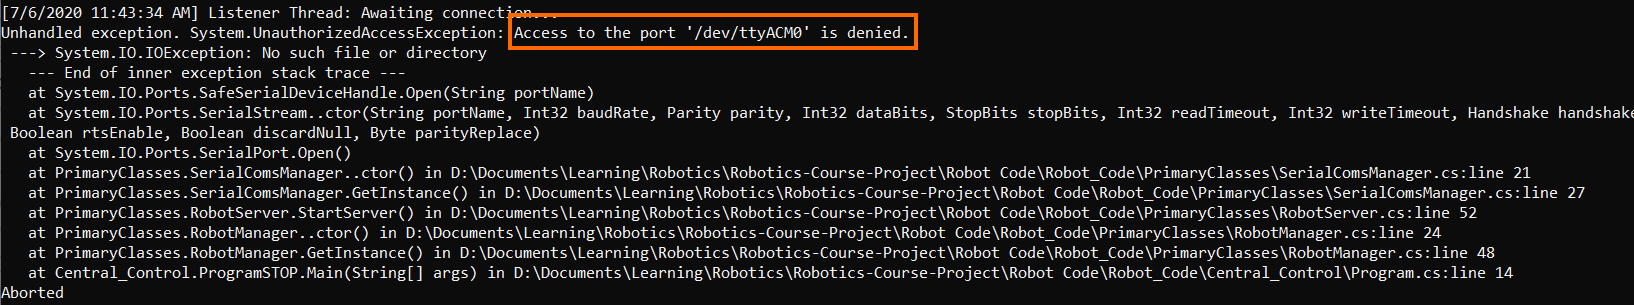 [7/6/2020 11:43:34 AM] Listener Thread: Awaiting connection...
Unhandled exception. System.UnauthorizedAccessException: Access to the port '/dev/ttyACM0' is denied.
 ---> System.IO.IOException: No such file or directory
   --- End of inner exception stack trace ---
   at System.IO.Ports.SafeSerialDeviceHandle.Open(String portName)
   at System.IO.Ports.SerialStream..ctor(String portName, Int32 baudRate, Parity parity, Int32 dataBits, StopBits stopBits, Int32 readTimeout, Int32 writeTimeout, Handshake handshake
 Boolean rtsEnable, Boolean discardNull, Byte parityReplace)
   at System.IO.Ports.SerialPort.Open()
   at PrimaryClasses.SerialComsManager..ctor() in D:\Documents\Learning\Robotics\Robotics-Course-Project\Robot Code\Robot_Code\PrimaryClasses\SerialComsManager.cs:line 21
   at PrimaryClasses.SerialComsManager.GetInstance() in D:\Documents\Learning\Robotics\Robotics-Course-Project\Robot Code\Robot_Code\PrimaryClasses\SerialComsManager.cs:line 27
   at PrimaryClasses.RobotServer.StartServer() in D:\Documents\Learning\Robotics\Robotics-Course-Project\Robot Code\Robot_Code\PrimaryClasses\RobotServer.cs:line 52
   at PrimaryClasses.RobotManager..ctor() in D:\Documents\Learning\Robotics\Robotics-Course-Project\Robot Code\Robot_Code\PrimaryClasses\RobotManager.cs:line 24
   at PrimaryClasses.RobotManager.GetInstance() in D:\Documents\Learning\Robotics\Robotics-Course-Project\Robot Code\Robot_Code\PrimaryClasses\RobotManager.cs:line 48
   at Central_Control.ProgramSTOP.Main(String[] args) in D:\Documents\Learning\Robotics\Robotics-Course-Project\Robot Code\Robot_Code\Central_Control\Program.cs:line 14
Aborted